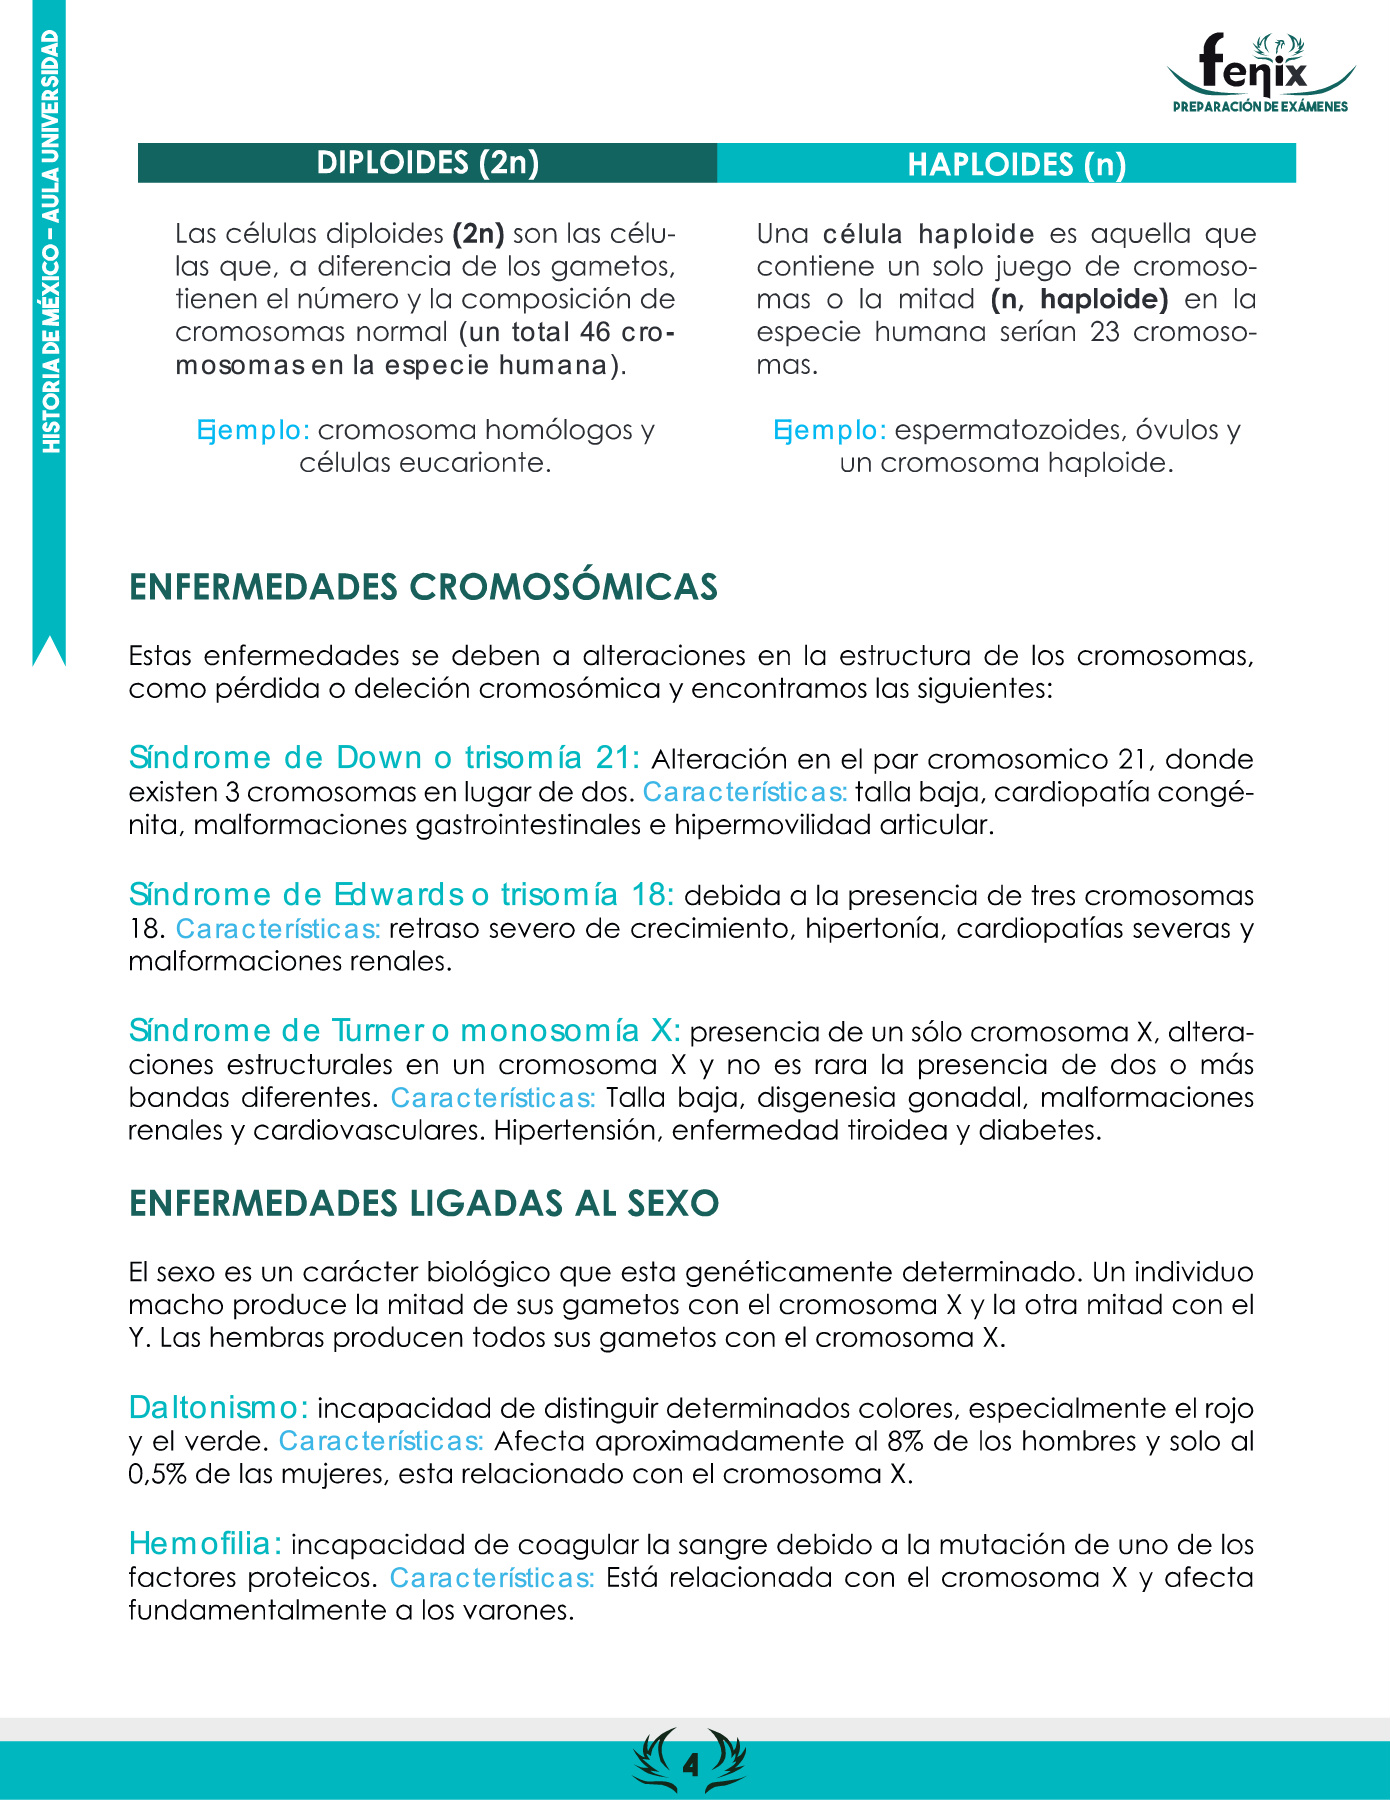 HISTORIA DE MÉXICO – AULA UNIVERSIDAD
fenix
PREPARACIÓN DE EXÁMENES
DIPLOIDES (2n)
Las células diploides (2n) son las célu-
las que, a diferencia de los gametos,
tienen el número y la composición de
cromosomas normal (un total 46 cro-
mosomas en la especie humana).
Ejemplo: cromosoma homólogos y
células eucarionte.
HAPLOIDES (n)
Una célula haploide es aquella que
contiene un solo juego de cromoso-
mas o la mitad (n, haploide) en la
especie humana serían 23 cromoso-
mas.
Ejemplo: espermatozoides, óvulos y
un cromosoma haploide.
ENFERMEDADES CROMOSÓMICAS
Estas enfermedades se deben a alteraciones en la estructura de los cromosomas,
como pérdida o deleción cromosómica y encontramos las siguientes:
Síndrome de Down o trisomía 21: Alteración en el par cromosomico 21, donde
existen 3 cromosomas en lugar de dos. Características: talla baja, cardiopatía congé-
nita, malformaciones gastrointestinales e hipermovilidad articular.
Síndrome de Edwards o trisomía 18: debida a la presencia de tres cromosomas
18. Características: retraso severo de crecimiento, hipertonía, cardiopatías severas y
malformaciones renales.
Síndrome de Turner o monosomía X: presencia de un sólo cromosoma X, altera-
ciones estructurales en un cromosoma X y no es rara la presencia de dos o más
bandas diferentes. Características: Talla baja, disgenesia gonadal, malformaciones
renales y cardiovasculares. Hipertensión, enfermedad tiroidea y diabetes.
ENFERMEDADES LIGADAS AL SEXO
El sexo es un carácter biológico que esta genéticamente determinado. Un individuo
macho produce la mitad de sus gametos con el cromosoma X y la otra mitad con el
Y. Las hembras producen todos sus gametos con el cromosoma X.
Daltonismo: incapacidad de distinguir determinados colores, especialmente el rojo
y el verde. Características: Afecta aproximadamente al 8% de los hombres y solo al
0,5% de las mujeres, esta relacionado con el cromosoma X.
Hemofilia: incapacidad de coagular la sangre debido a la mutación de uno de los
factores proteicos. Características: Está relacionada con el cromosoma X y afecta
fundamentalmente a los varones.
4